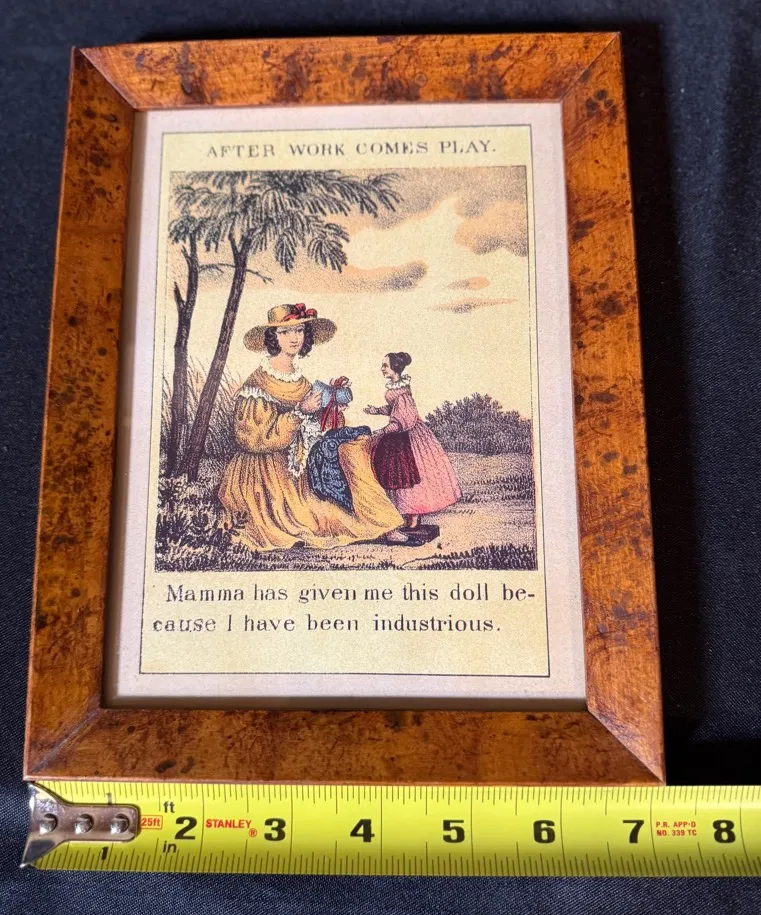 AFTER WORK COMES PLAY.
Mamma has given me this doll be-
cause I have been industrious.
1 ft
25ft 2 STANLEY® 3 4 5 6 7 P.R. APP-D NO. 339 TC 8
1 in